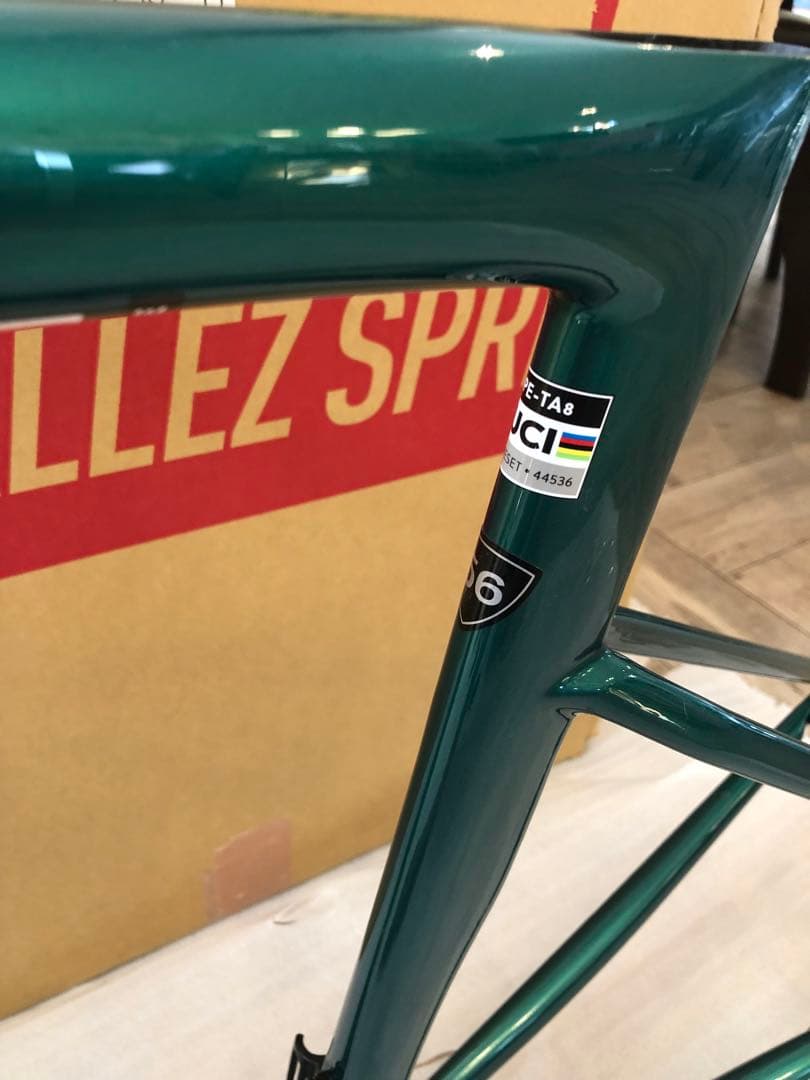 LLEZ SPR
PE-TA8
UCI
SET • 44536
56